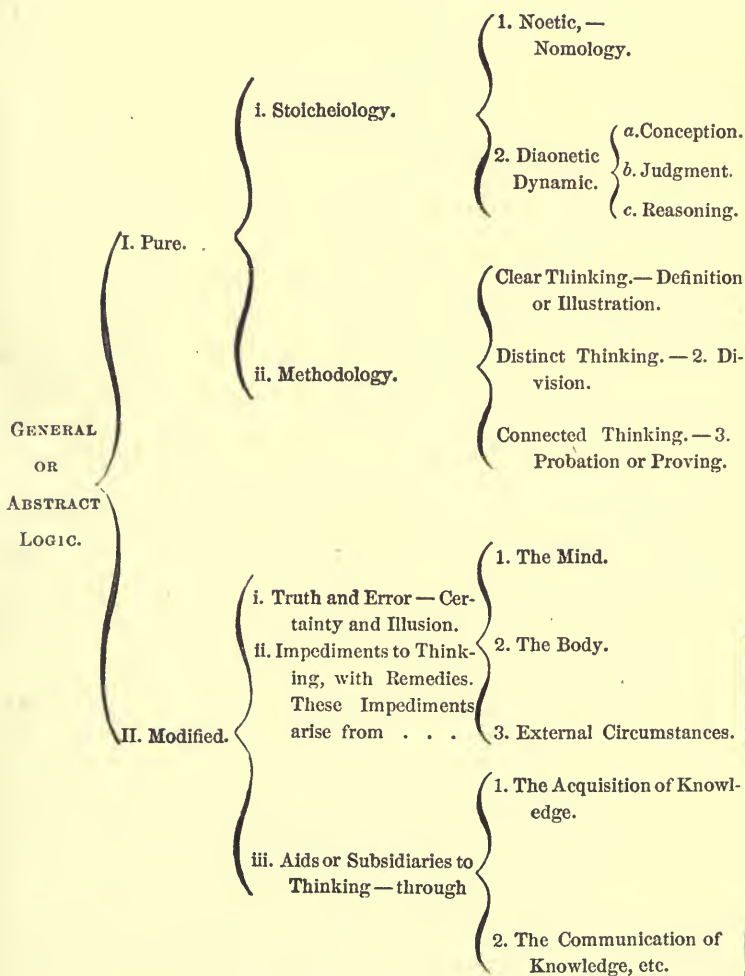 GENERAL
OR
ABSTRACT
LOGIC.
I. Pure.
i. Stoicheiology.
1. Noetic, —
Nomology.
2. Diaonetic
Dynamic.
a. Conception.
b. Judgment.
c. Reasoning.
ii. Methodology.
Clear Thinking. — Definition
or Illustration.
Distinct Thinking. — 2. Di-
vision.
Connected Thinking. — 3.
Probation or Proving.
II. Modified.
i. Truth and Error — Cer-
tainty and Illusion.
ii. Impediments to Think-
ing, with Remedies.
These Impediments
arise from . . .
1. The Mind.
2. The Body.
3. External Circumstances.
iii. Aids or Subsidiaries to
Thinking — through
1. The Acquisition of Knowl-
edge.
2. The Communication of
Knowledge, etc.